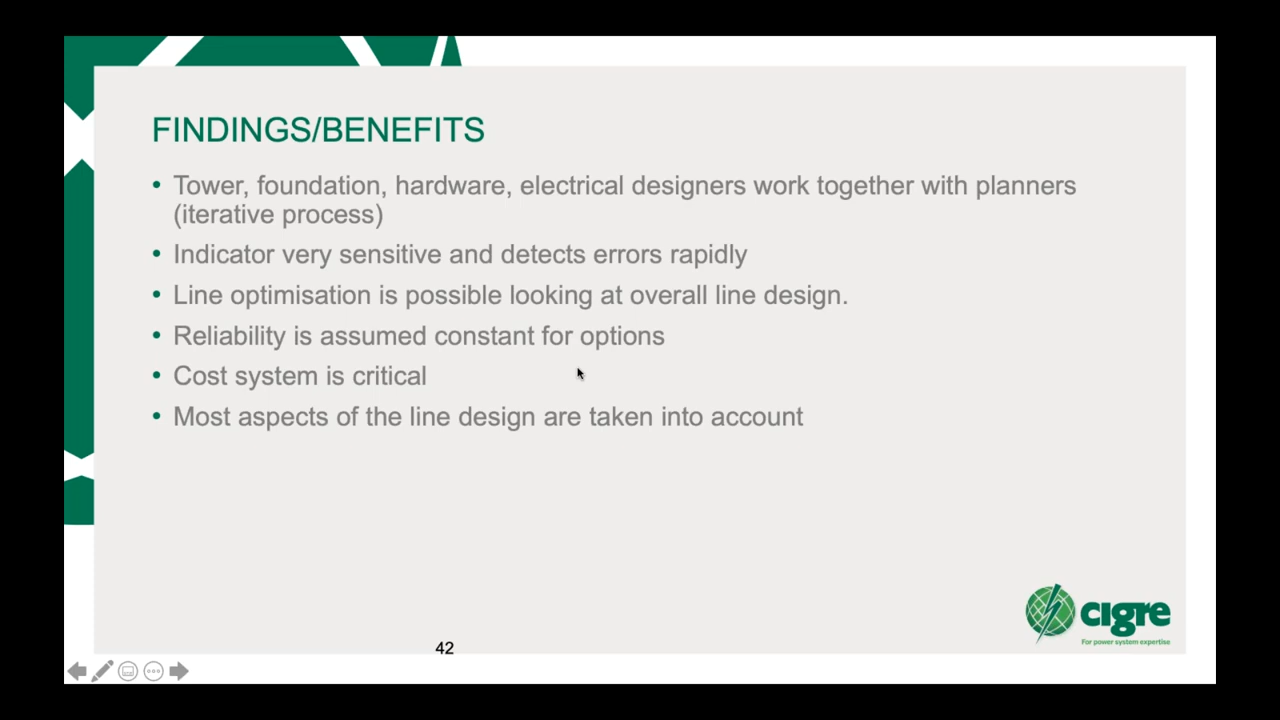 FINDINGS/BENEFITS
• Tower, foundation, hardware, electrical designers work together with planners
(iterative process)
• Indicator very sensitive and detects errors rapidly
• Line optimisation is possible looking at overall line design.
• Reliability is assumed constant for options
• Cost system is critical
• Most aspects of the line design are taken into account
cigre
For power system expertise
42